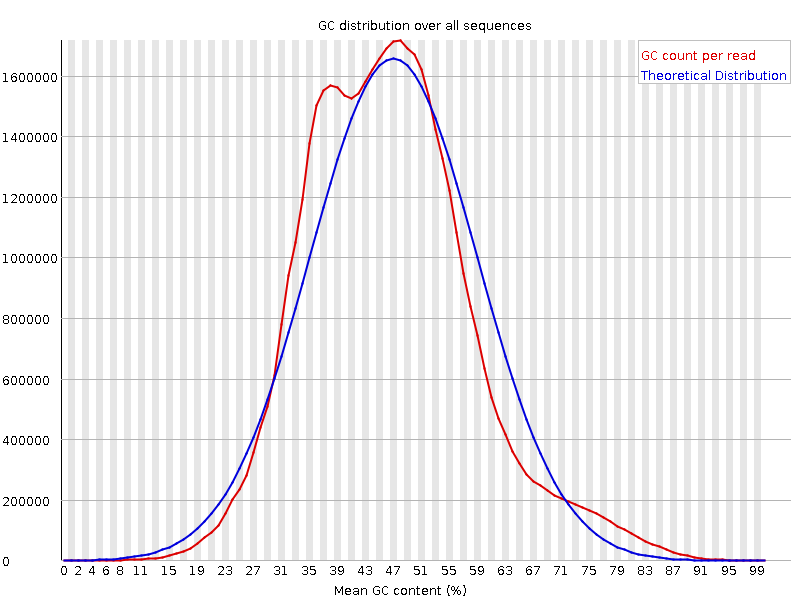 GC distribution over all sequences
GC count per read
Theoretical Distribution
1600000
1400000
1200000
1000000
800000
600000
400000
200000
0
0 2 4 6 8 11 15 19 23 27 31 35 39 43 47 51 55 59 63 67 71 75 79 83 87 91 95 99
Mean GC content (%)